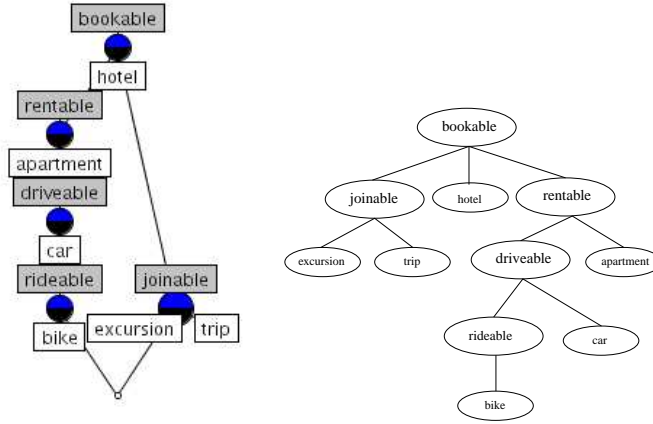 bookable
hotel
rentable
apartment
driveable
car
rideable
joinable
excursion
trip
bike
bookable
joinable
hotel
rentable
excursion
trip
driveable
apartment
rideable
car
bike